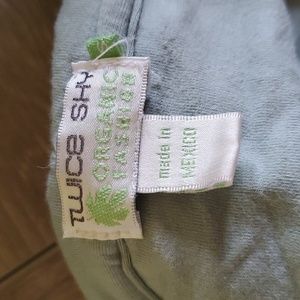 TWICE SHY
ORGANIC
FASHION
made in
MEXICO